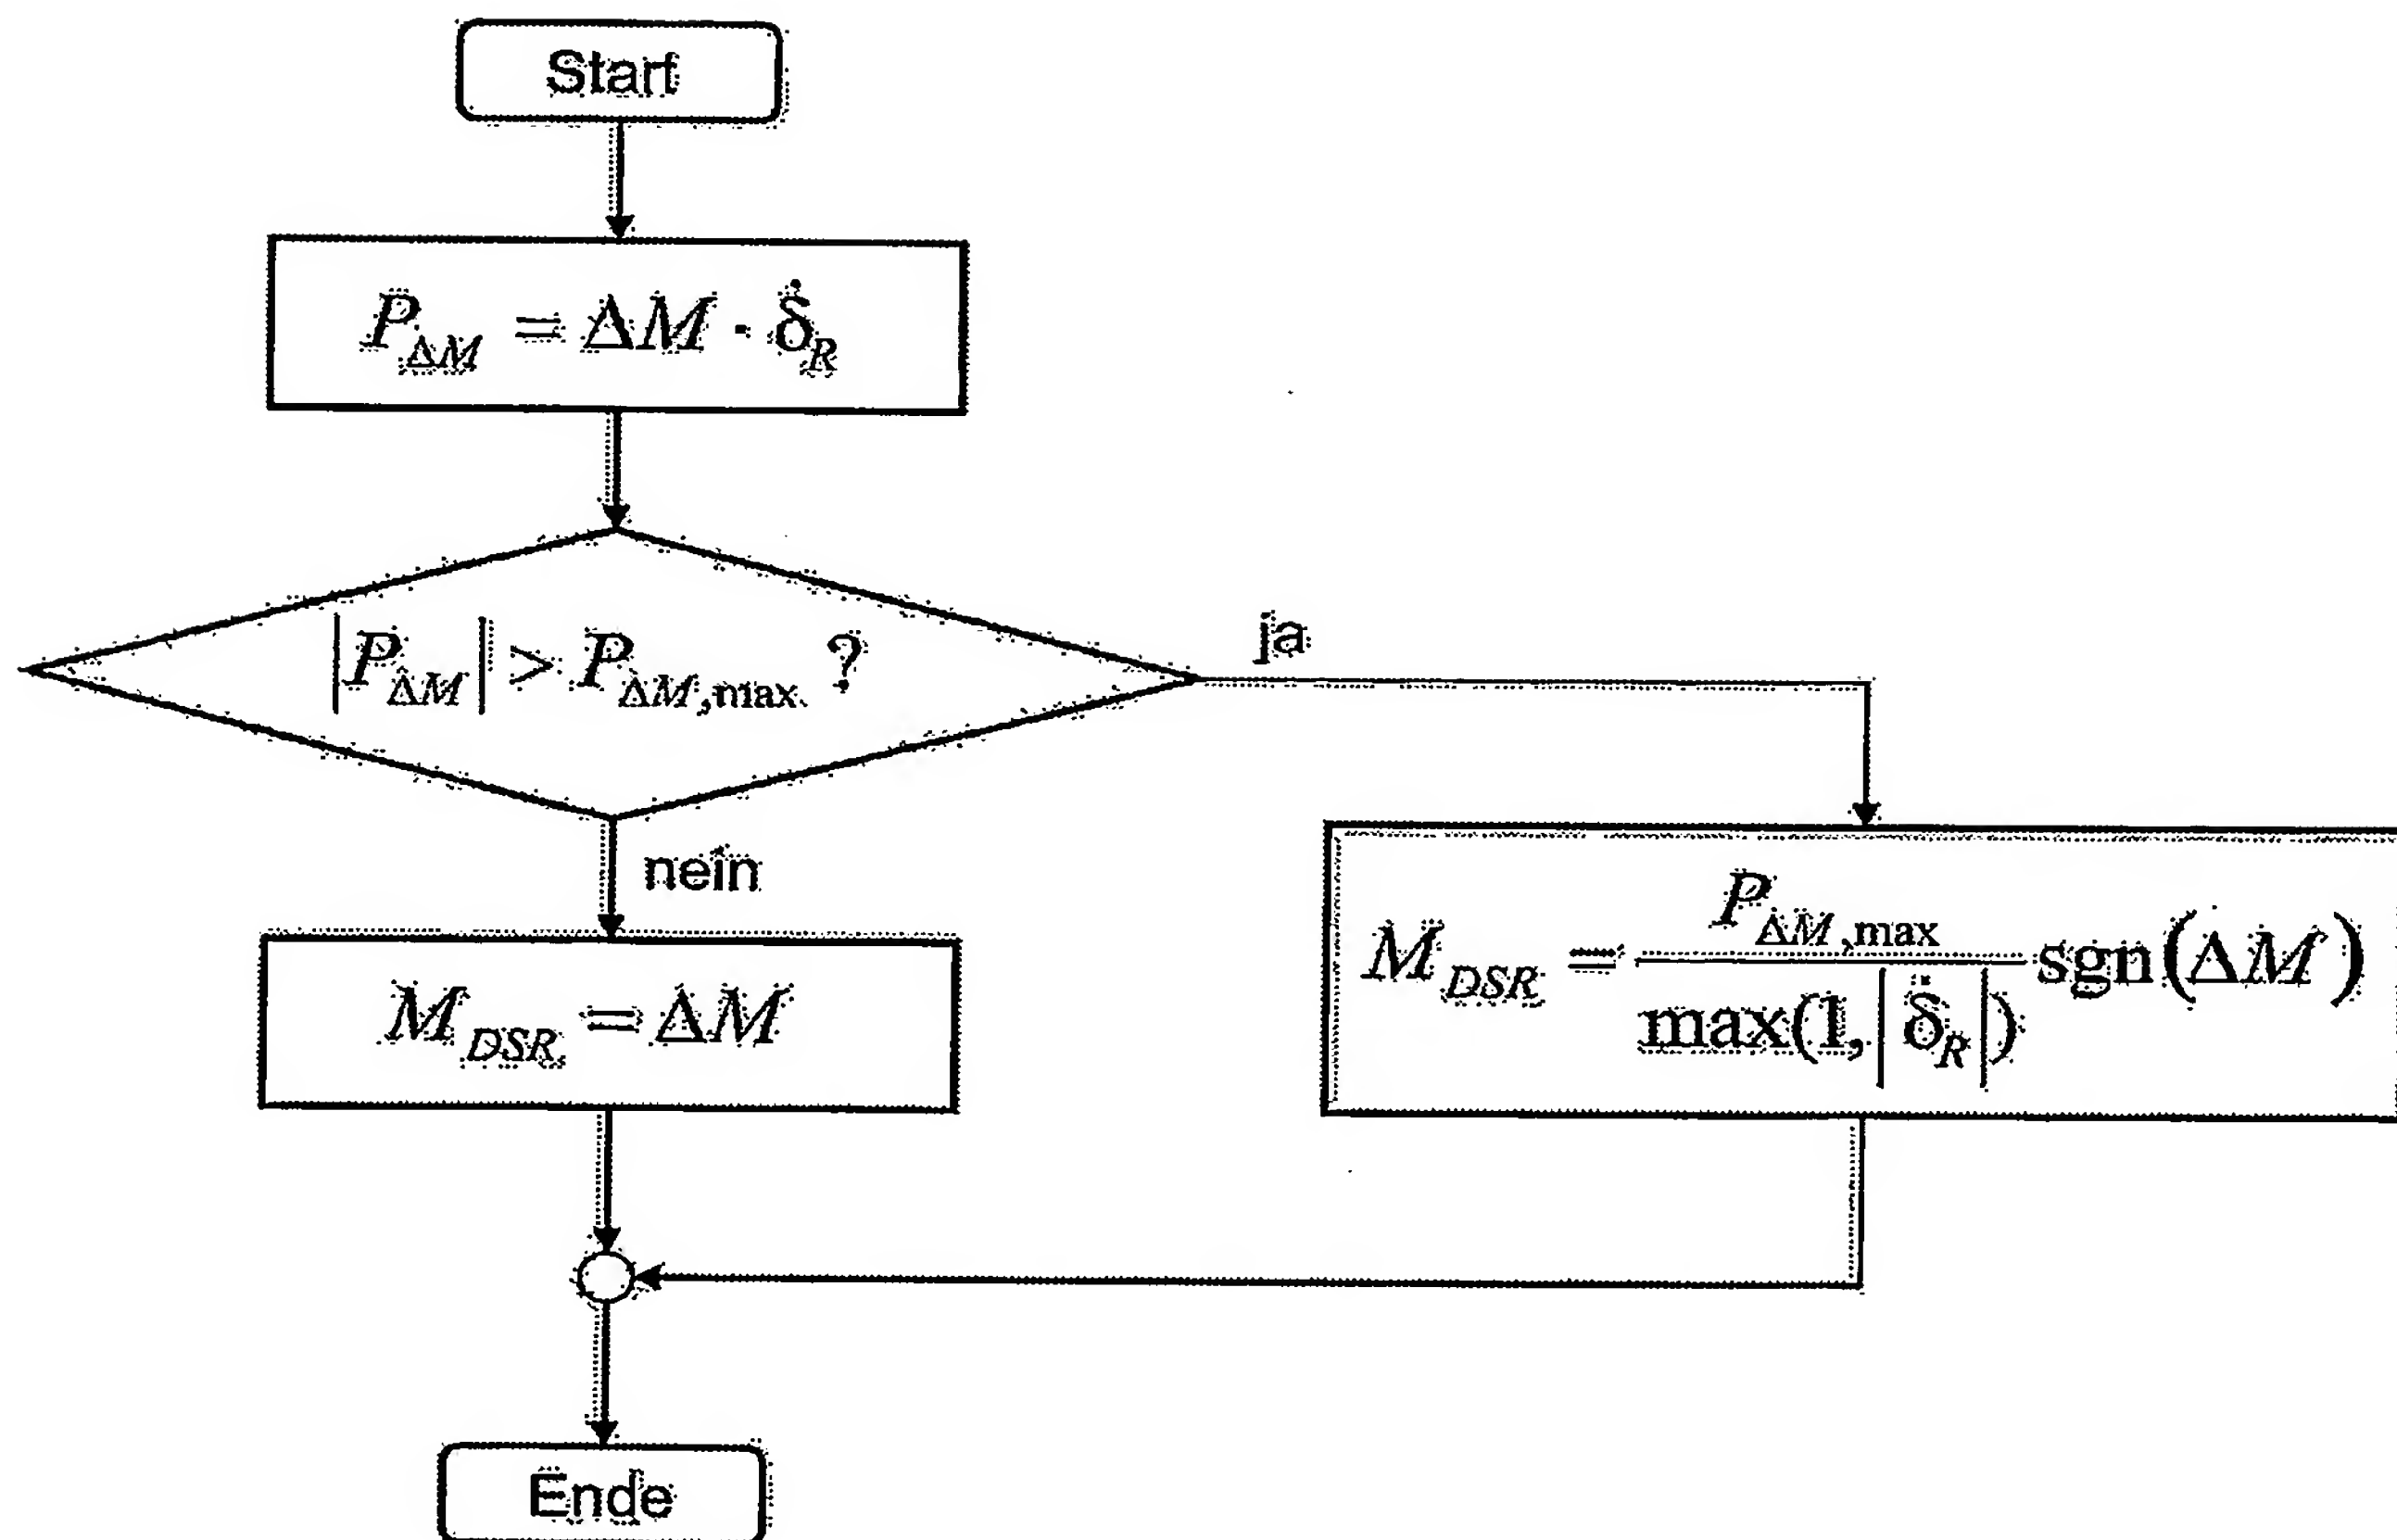 Start
P_ΔM = ΔM · δ̇_R
|P_ΔM| > P_ΔM,max ?
ja
nein
M_DSR = ΔM
M_DSR = P_ΔM,max / max(1, |δ̇_R|) sgn(ΔM)
Ende